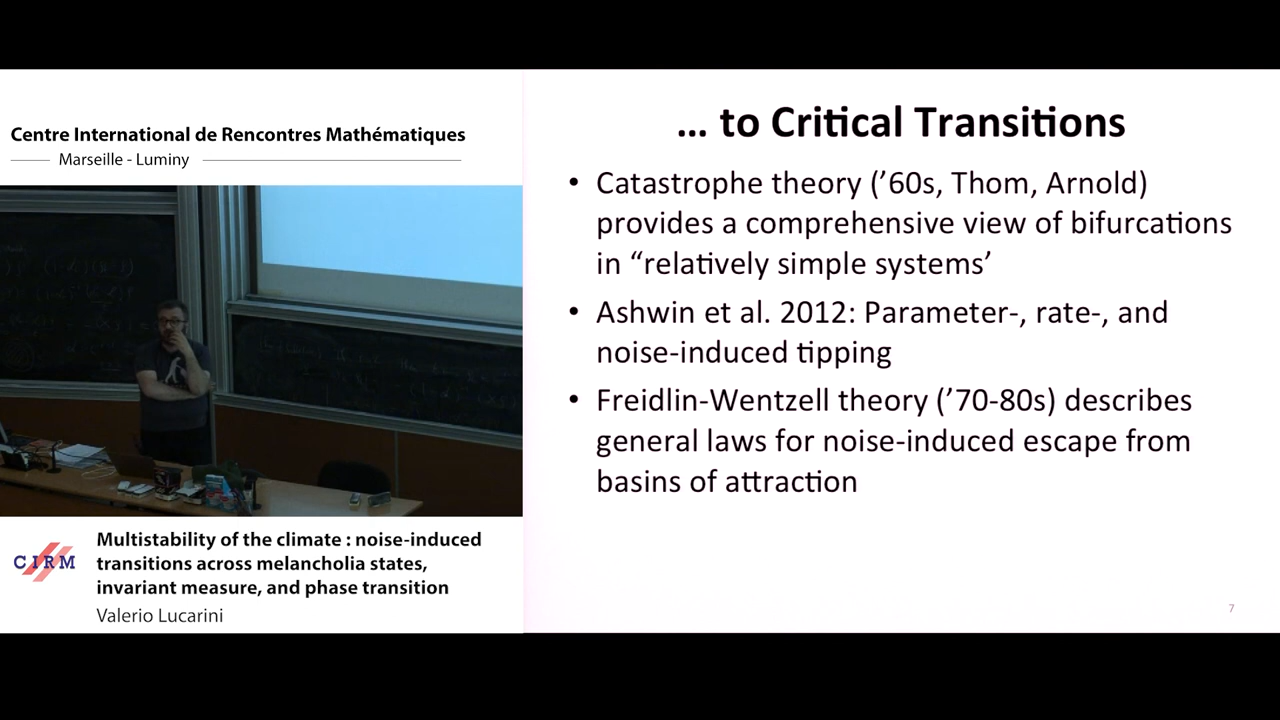 Centre International de Rencontres Mathématiques
Marseille - Luminy
CIRM
Multistability of the climate : noise-induced
transitions across melancholia states,
invariant measure, and phase transition
Valerio Lucarini
... to Critical Transitions
• Catastrophe theory (’60s, Thom, Arnold)
provides a comprehensive view of bifurcations
in “relatively simple systems’
• Ashwin et al. 2012: Parameter-, rate-, and
noise-induced tipping
• Freidlin-Wentzell theory (’70-80s) describes
general laws for noise-induced escape from
basins of attraction
7